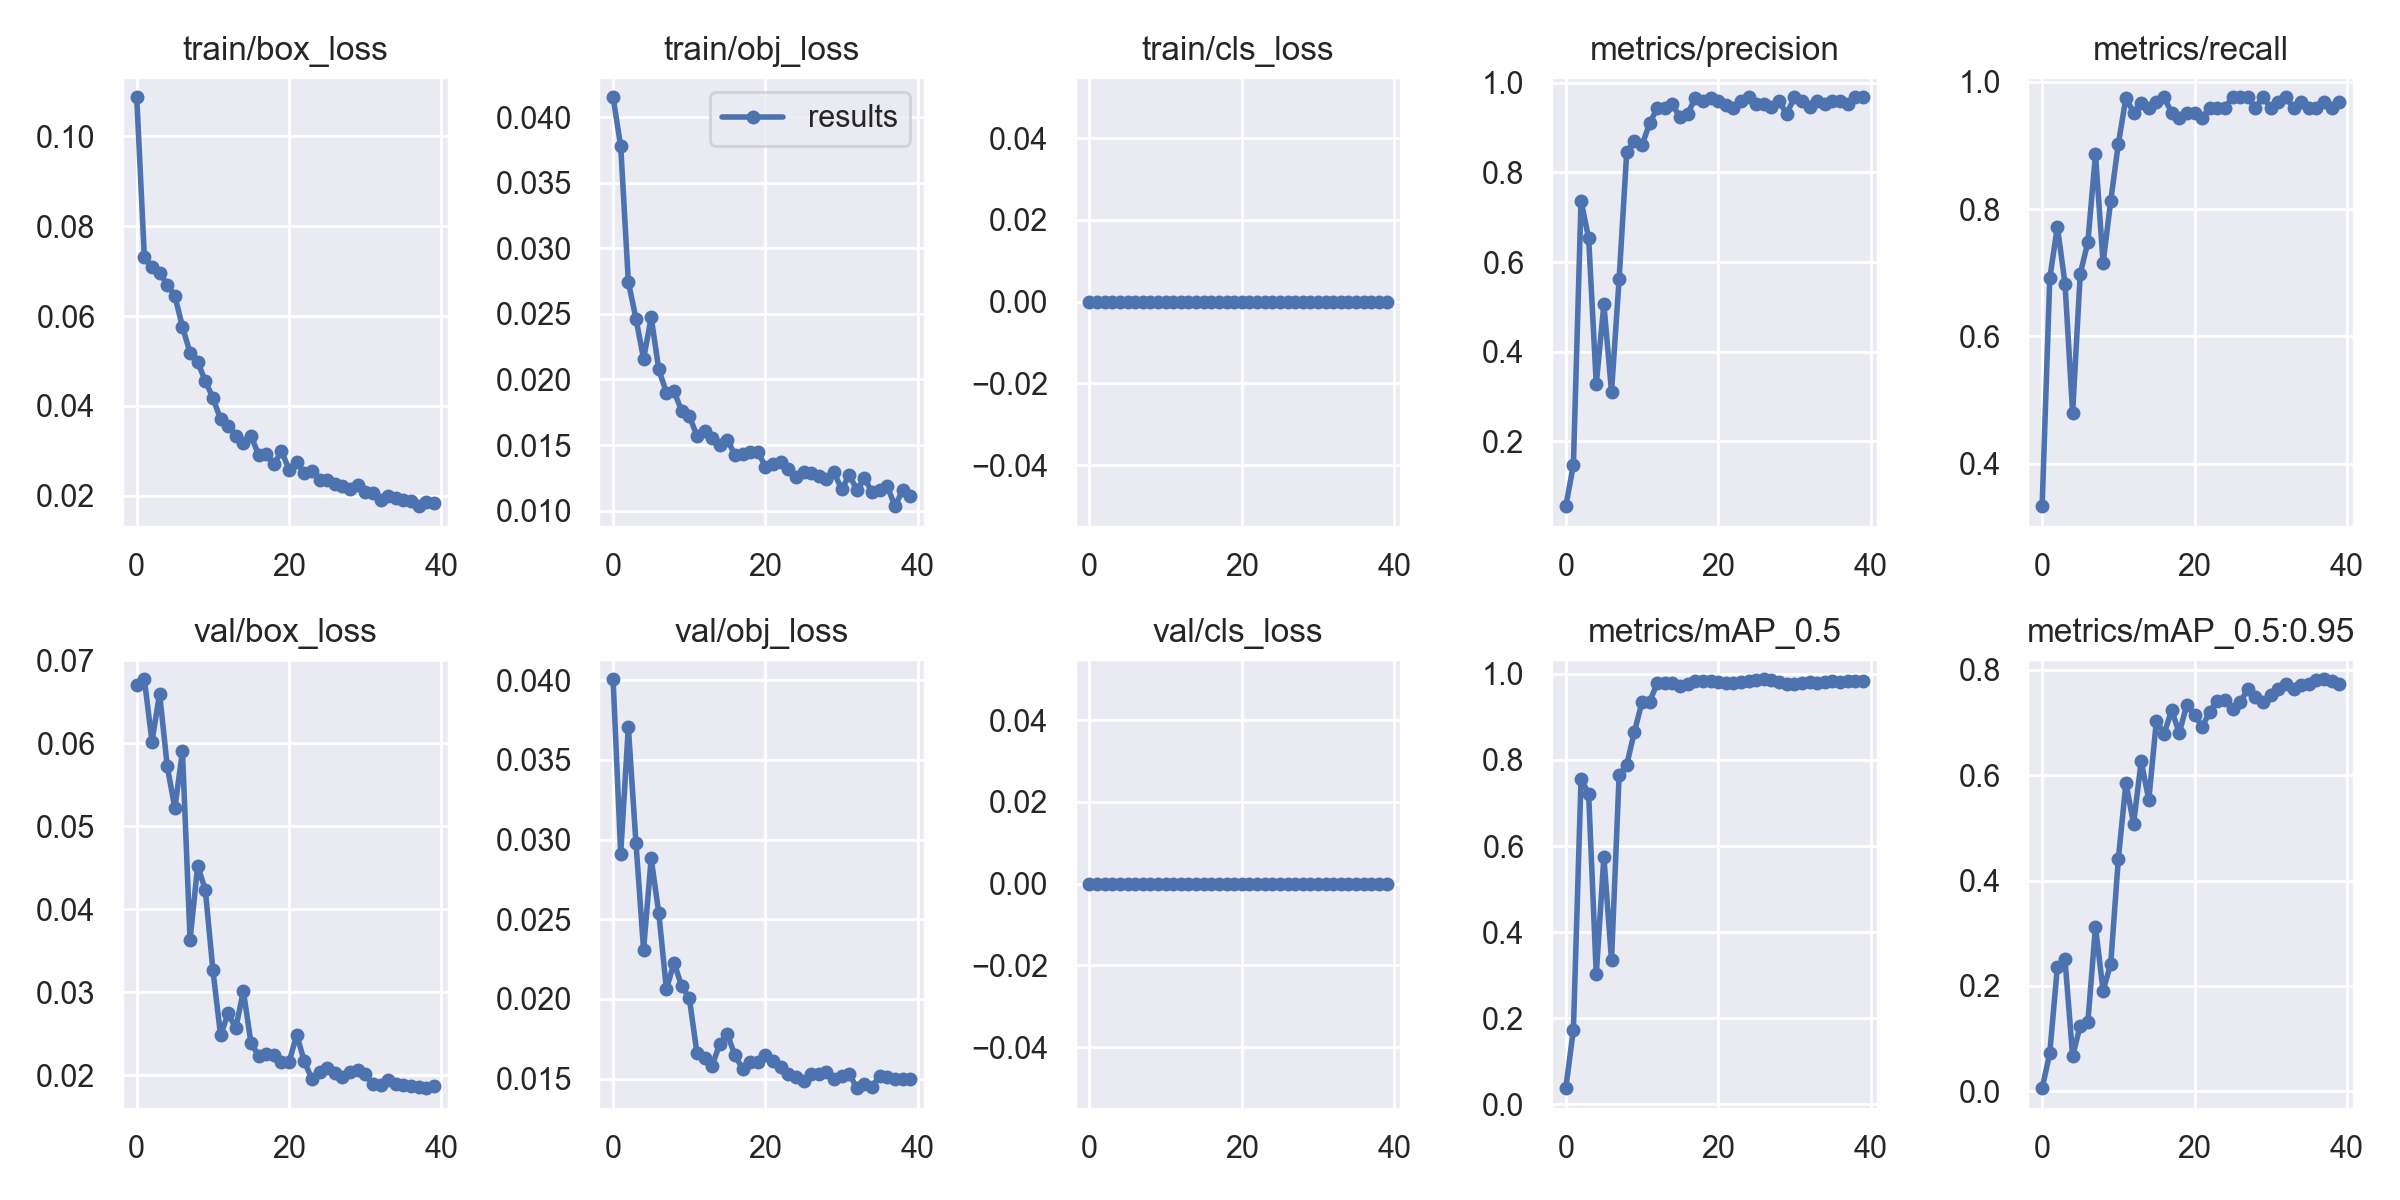 train/box_loss
0.10
0.08
0.06
0.04
0.02
0 20 40
train/obj_loss
results
0.040
0.035
0.030
0.025
0.020
0.015
0.010
0 20 40
train/cls_loss
0.04
0.02
0.00
−0.02
−0.04
0 20 40
metrics/precision
1.0
0.8
0.6
0.4
0.2
0 20 40
metrics/recall
1.0
0.8
0.6
0.4
0 20 40
val/box_loss
0.07
0.06
0.05
0.04
0.03
0.02
0 20 40
val/obj_loss
0.040
0.035
0.030
0.025
0.020
0.015
0 20 40
val/cls_loss
0.04
0.02
0.00
−0.02
−0.04
0 20 40
metrics/mAP_0.5
1.0
0.8
0.6
0.4
0.2
0.0
0 20 40
metrics/mAP_0.5:0.95
0.8
0.6
0.4
0.2
0.0
0 20 40